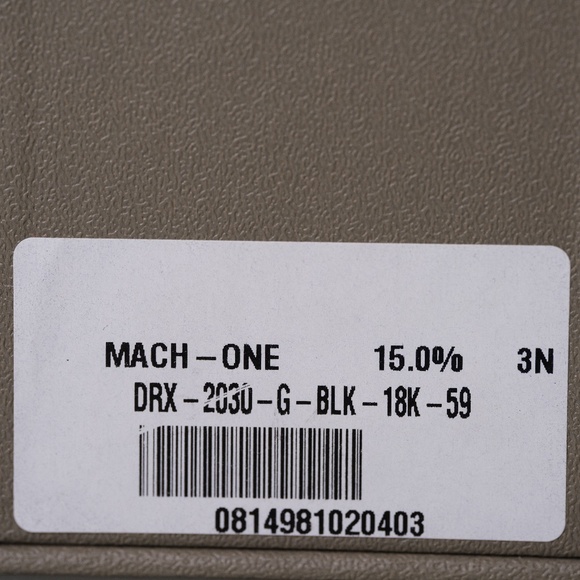 MACH-ONE 15.0% 3N
DRX-2030-G-BLK-18K-59
0814981020403